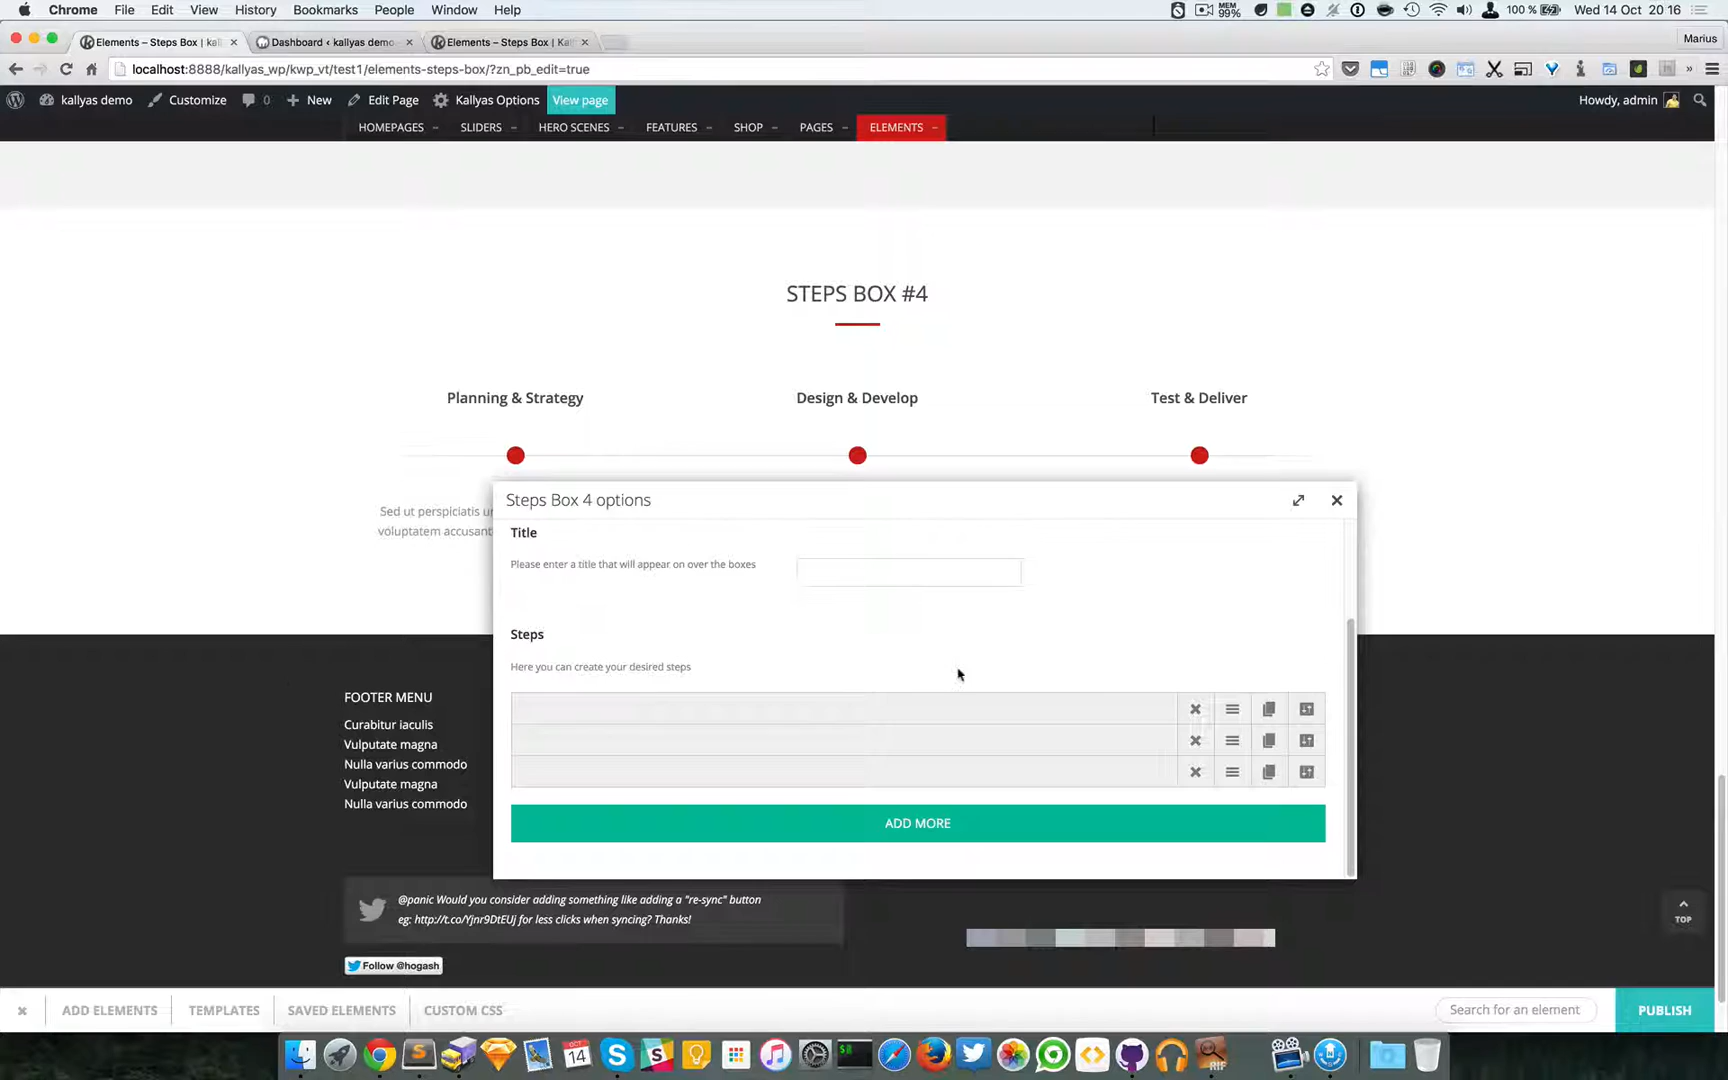 Chrome File Edit View History Bookmarks People Window Help MEM 99% 100 % Wed 14 Oct 20:16
Elements – Steps Box | kal Dashboard ‹ kallyas demo Elements – Steps Box | Kal Marius
localhost:8888/kallyas_wp/kwp_vt/test1/elements-steps-box/?zn_pb_edit=true
kallyas demo Customize 0 New Edit Page Kallyas Options View page Howdy, admin
HOMEPAGES SLIDERS HERO SCENES FEATURES SHOP PAGES ELEMENTS
STEPS BOX #4
Planning & Strategy Design & Develop Test & Deliver
Sed ut perspiciatis u
voluptatem accusant
Steps Box 4 options
Title
Please enter a title that will appear on over the boxes
Steps
Here you can create your desired steps
ADD MORE
FOOTER MENU
Curabitur iaculis
Vulputate magna
Nulla varius commodo
Vulputate magna
Nulla varius commodo
@panic Would you consider adding something like adding a "re-sync" button
eg: http://t.co/Yjnr9DtEUj for less clicks when syncing? Thanks!
Follow @hogash
TOP
ADD ELEMENTS TEMPLATES SAVED ELEMENTS CUSTOM CSS Search for an element PUBLISH
OCT
14